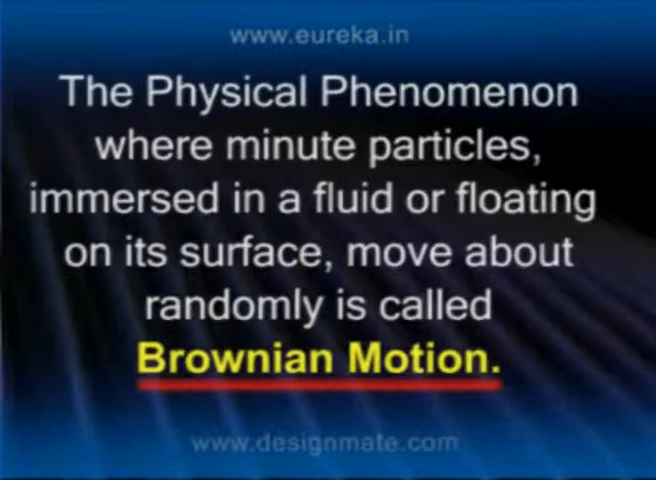 www.eureka.in
The Physical Phenomenon
where minute particles,
immersed in a fluid or floating
on its surface, move about
randomly is called
Brownian Motion.
www.designmate.com